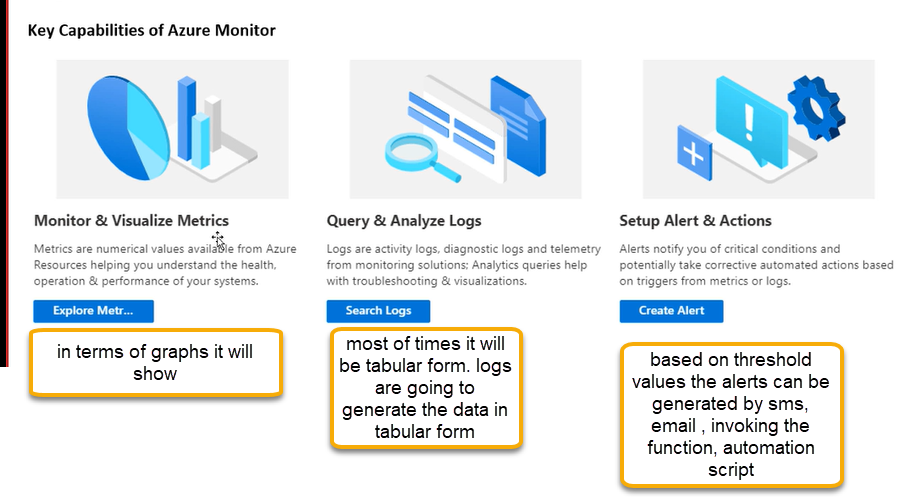 Key Capabilities of Azure Monitor
Monitor & Visualize Metrics
Metrics are numerical values available from Azure
Resources helping you understand the health,
operation & performance of your systems.
Explore Metr...
in terms of graphs it will
show
Query & Analyze Logs
Logs are activity logs, diagnostic logs and telemetry
from monitoring solutions; Analytics queries help
with troubleshooting & visualizations.
Search Logs
most of times it will
be tabular form. logs
are going to
generate the data in
tabular form
Setup Alert & Actions
Alerts notify you of critical conditions and
potentially take corrective automated actions based
on triggers from metrics or logs.
Create Alert
based on threshold
values the alerts can be
generated by sms,
email , invoking the
function, automation
script